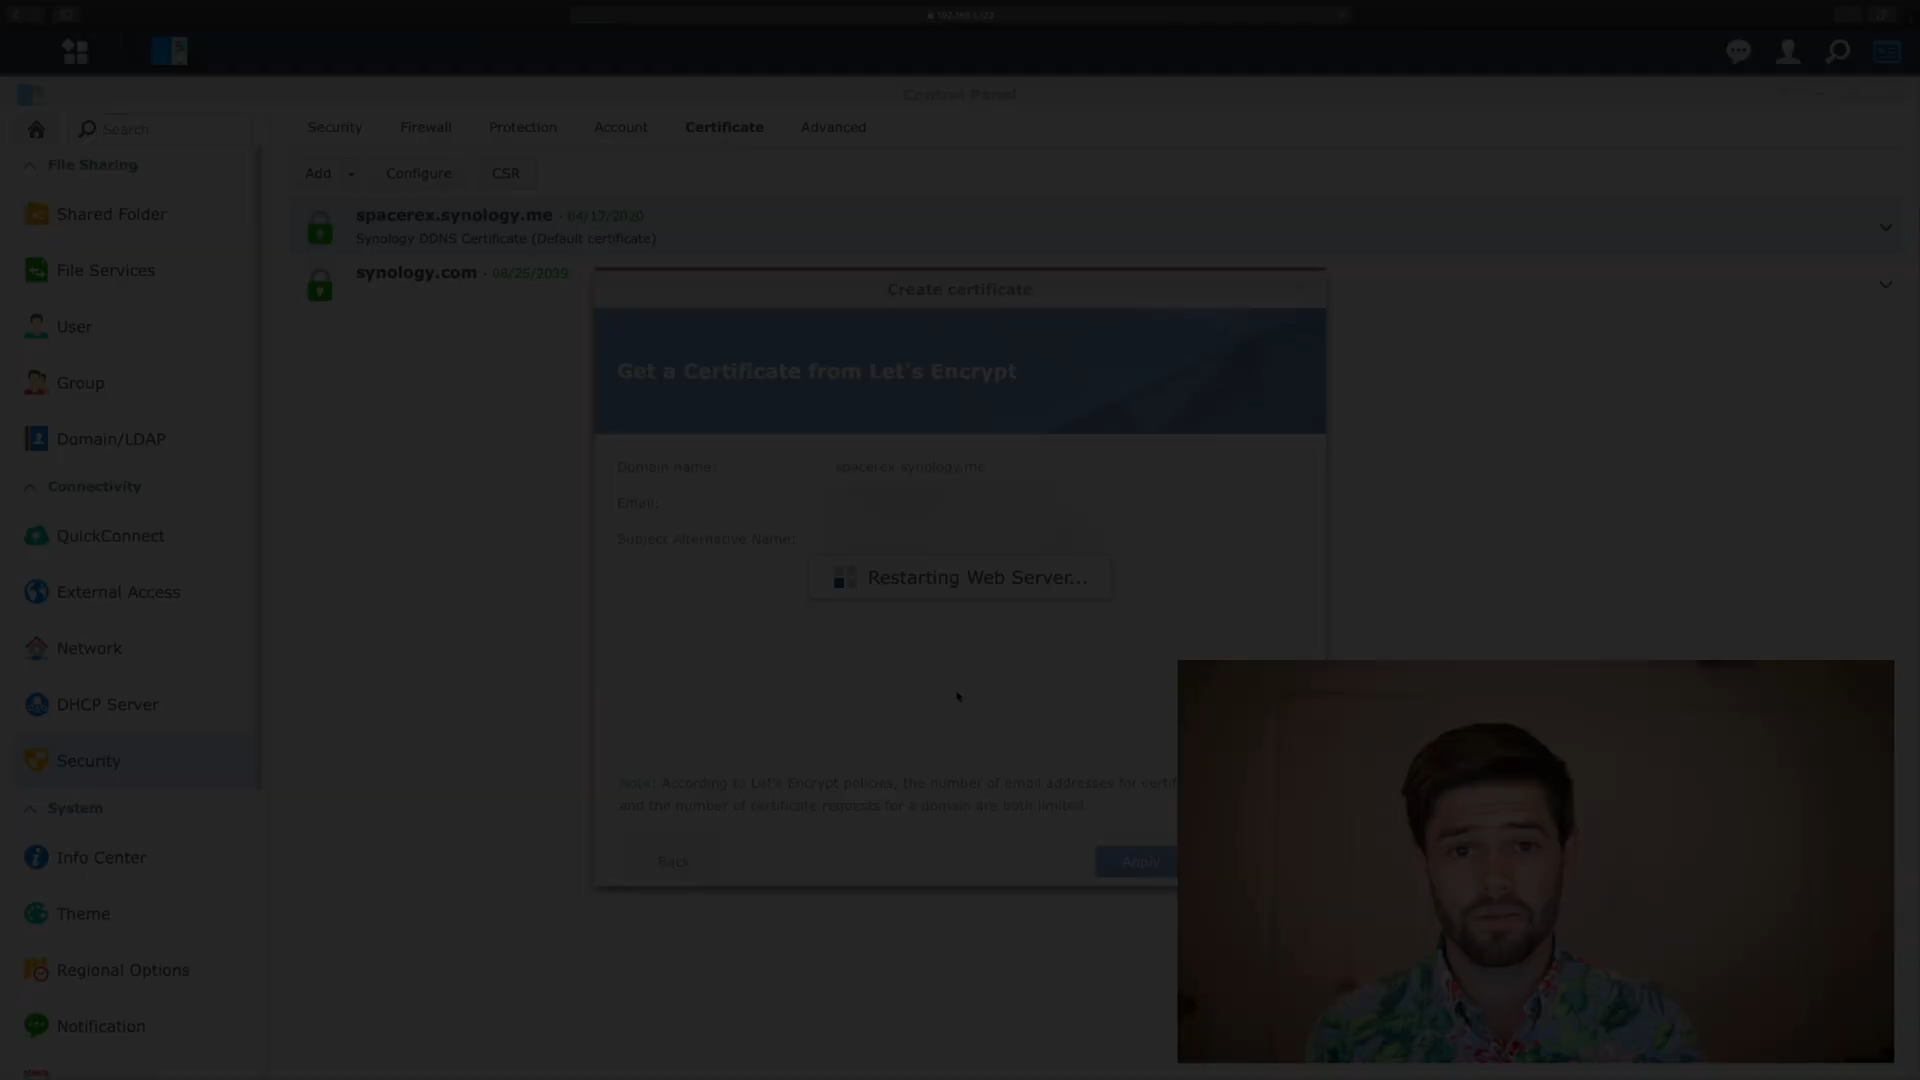 192.168.1.122
Control Panel
Search
Security Firewall Protection Account Certificate Advanced
File Sharing
Add Configure CSR
Shared Folder
spacerex.synology.me - 04/17/2020
Synology DDNS Certificate (Default certificate)
File Services
synology.com - 08/25/2039
Create certificate
User
Get a Certificate from Let's Encrypt
Group
Domain/LDAP
Domain name: spacerex.synology.me
Connectivity
Email:
QuickConnect
Subject Alternative Name:
Restarting Web Server...
External Access
Network
DHCP Server
Security
Note: According to Let's Encrypt policies, the number of email addresses for
and the number of certificate requests for a domain are both limited.
System
Info Center
Back Apply
Theme
Regional Options
Notification